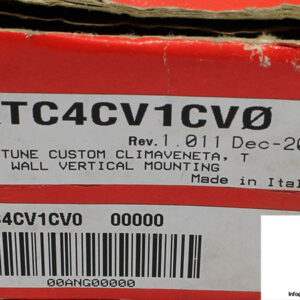 TC4CV1CVØ
Rev. 1.011 Dec-20
TUNE CUSTOM CLIMAVENETA, T
WALL VERTICAL MOUNTING
Made in Ital
4CV1CV0 00000
00ANG00000